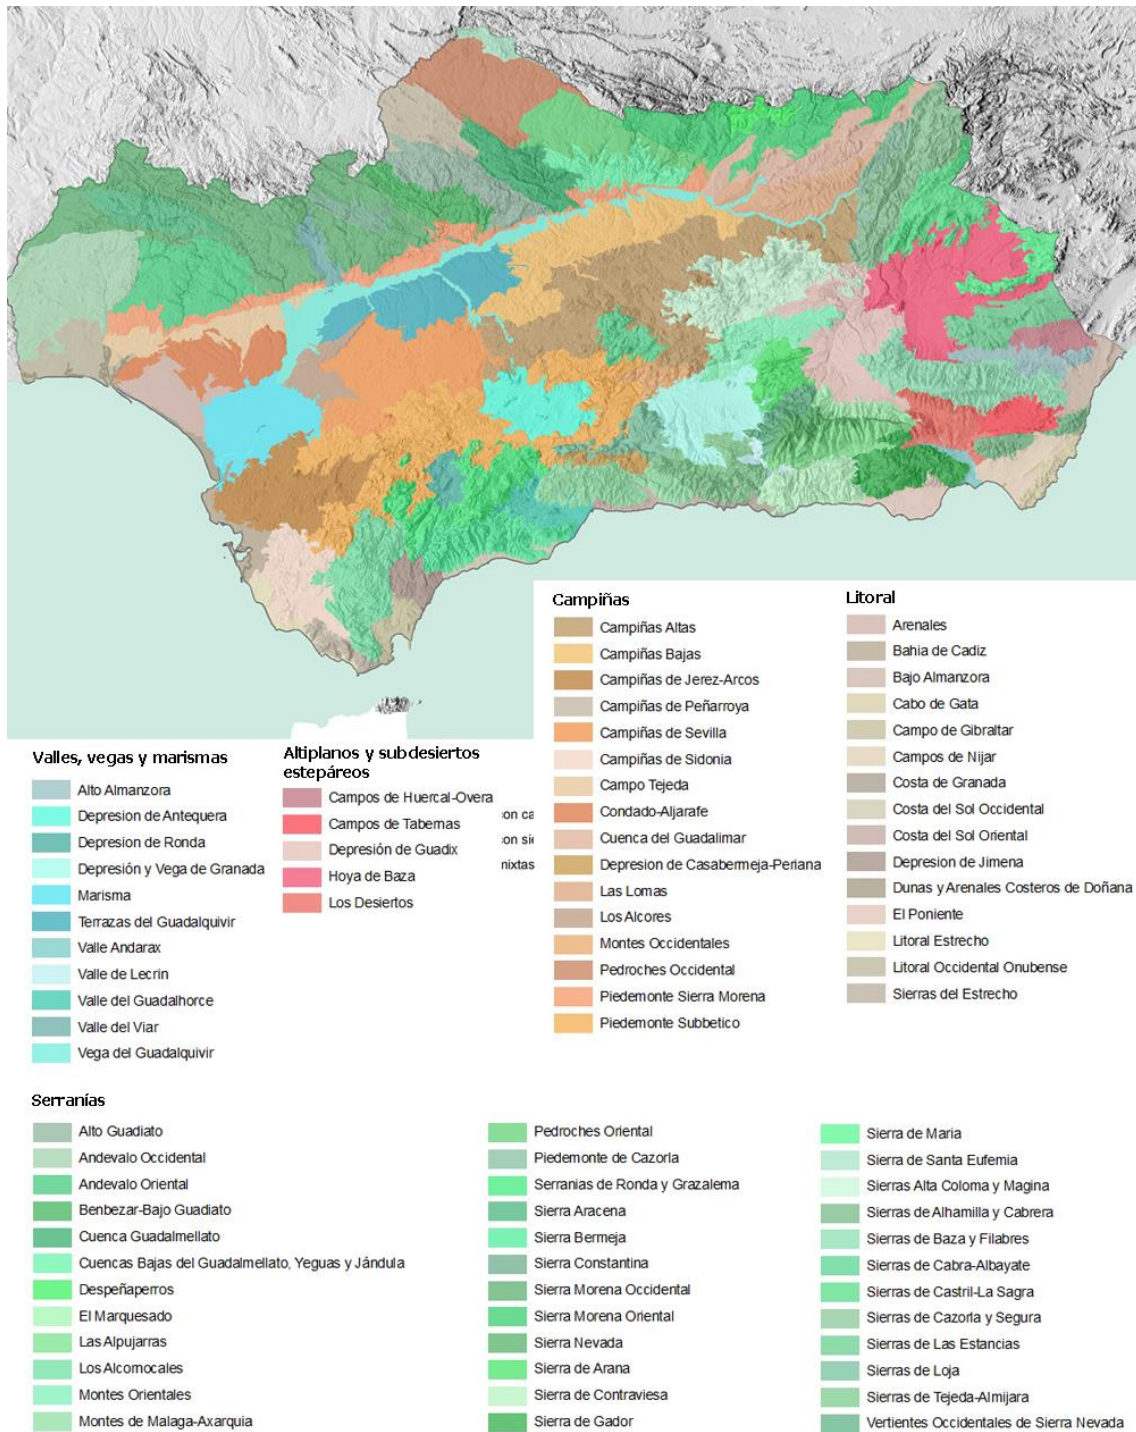 Campiñas
Campiñas Altas
Campiñas Bajas
Campiñas de Jerez-Arcos
Campiñas de Peñarroya
Campiñas de Sevilla
Campiñas de Sidonia
Campo Tejeda
Condado-Aljarafe
Cuenca del Guadalimar
Depresion de Casabermeja-Periana
Las Lomas
Los Alcores
Montes Occidentales
Pedroches Occidental
Piedemonte Sierra Morena
Piedemonte Subbetico
Litoral
Arenales
Bahia de Cadiz
Bajo Almanzora
Cabo de Gata
Campo de Gibraltar
Campos de Nijar
Costa de Granada
Costa del Sol Occidental
Costa del Sol Oriental
Depresion de Jimena
Dunas y Arenales Costeros de Doñana
El Poniente
Litoral Estrecho
Litoral Occidental Onubense
Sierras del Estrecho
Valles, vegas y marismas
Alto Almanzora
Depresion de Antequera
Depresion de Ronda
Depresión y Vega de Granada
Marisma
Terrazas del Guadalquivir
Valle Andarax
Valle de Lecrin
Valle del Guadalhorce
Valle del Viar
Vega del Guadalquivir
Altiplanos y subdesiertos
estepáreos
Campos de Huercal-Overa
Campos de Tabernas
Depresión de Guadix
Hoya de Baza
Los Desiertos
on ca
on sie
mixtas
Serranías
Alto Guadiato
Andevalo Occidental
Andevalo Oriental
Benbezar-Bajo Guadiato
Cuenca Guadalmellato
Cuencas Bajas del Guadalmellato, Yeguas y Jándula
Despeñaperros
El Marquesado
Las Alpujarras
Los Alcornocales
Montes Orientales
Montes de Malaga-Axarquia
Pedroches Oriental
Piedemonte de Cazorla
Serranias de Ronda y Grazalema
Sierra Aracena
Sierra Bermeja
Sierra Constantina
Sierra Morena Occidental
Sierra Morena Oriental
Sierra Nevada
Sierra de Arana
Sierra de Contraviesa
Sierra de Gador
Sierra de Maria
Sierra de Santa Eufemia
Sierras Alta Coloma y Magina
Sierras de Alhamilla y Cabrera
Sierras de Baza y Filabres
Sierras de Cabra-Albayate
Sierras de Castril-La Sagra
Sierras de Cazorla y Segura
Sierras de Las Estancias
Sierras de Loja
Sierras de Tejeda-Almijara
Vertientes Occidentales de Sierra Nevada